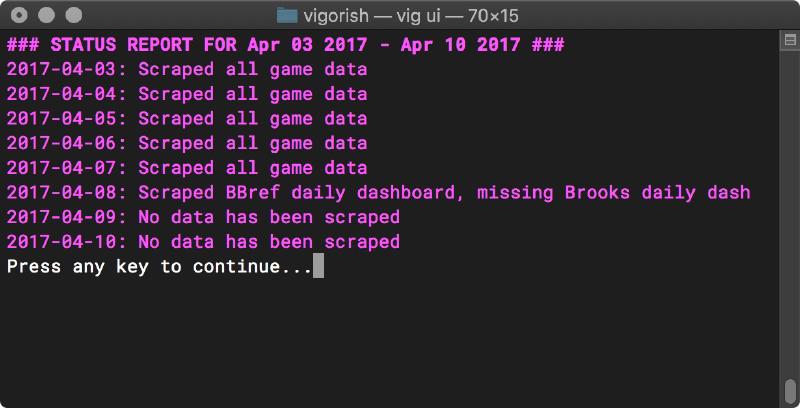 vigorish — vig ui — 70×15
### STATUS REPORT FOR Apr 03 2017 - Apr 10 2017 ###
2017-04-03: Scraped all game data
2017-04-04: Scraped all game data
2017-04-05: Scraped all game data
2017-04-06: Scraped all game data
2017-04-07: Scraped all game data
2017-04-08: Scraped BBref daily dashboard, missing Brooks daily dash
2017-04-09: No data has been scraped
2017-04-10: No data has been scraped
Press any key to continue...